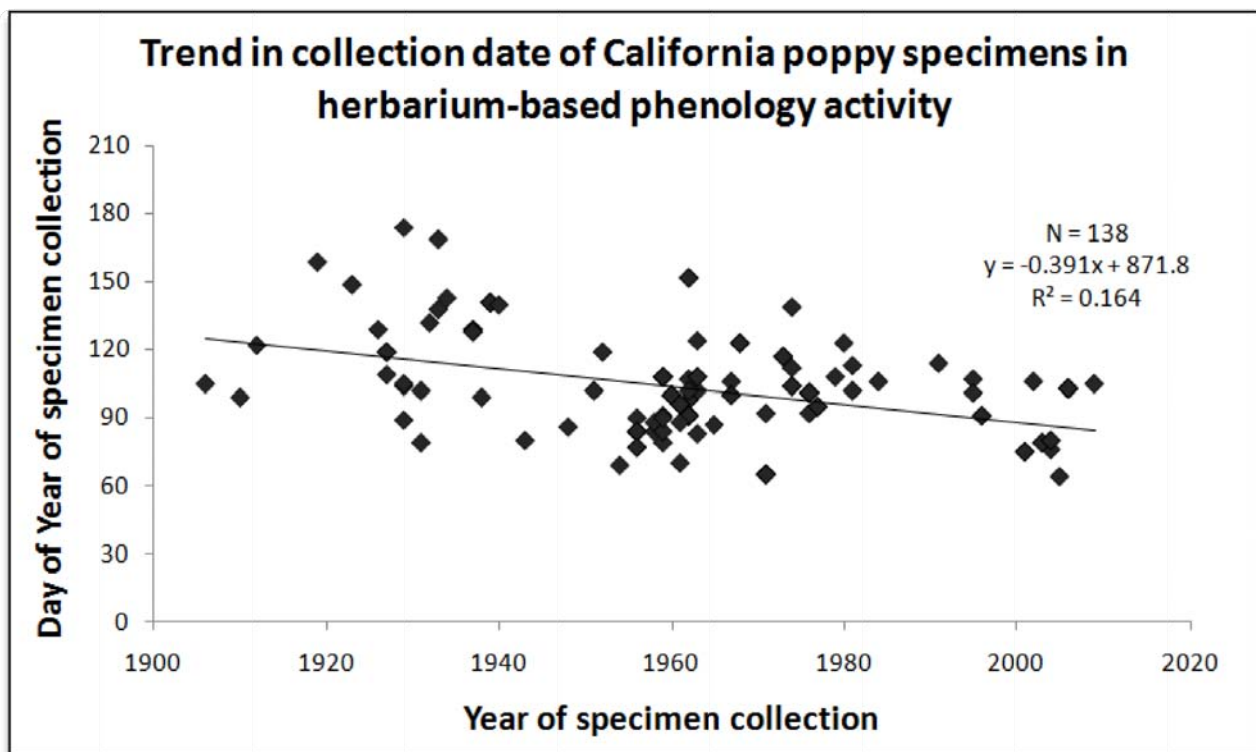 Trend in collection date of California poppy specimens in
herbarium-based phenology activity
Day of Year of specimen collection
210
180
150
120
90
60
30
0
N = 138
y = -0.391x + 871.8
R² = 0.164
1900 1920 1940 1960 1980 2000 2020
Year of specimen collection